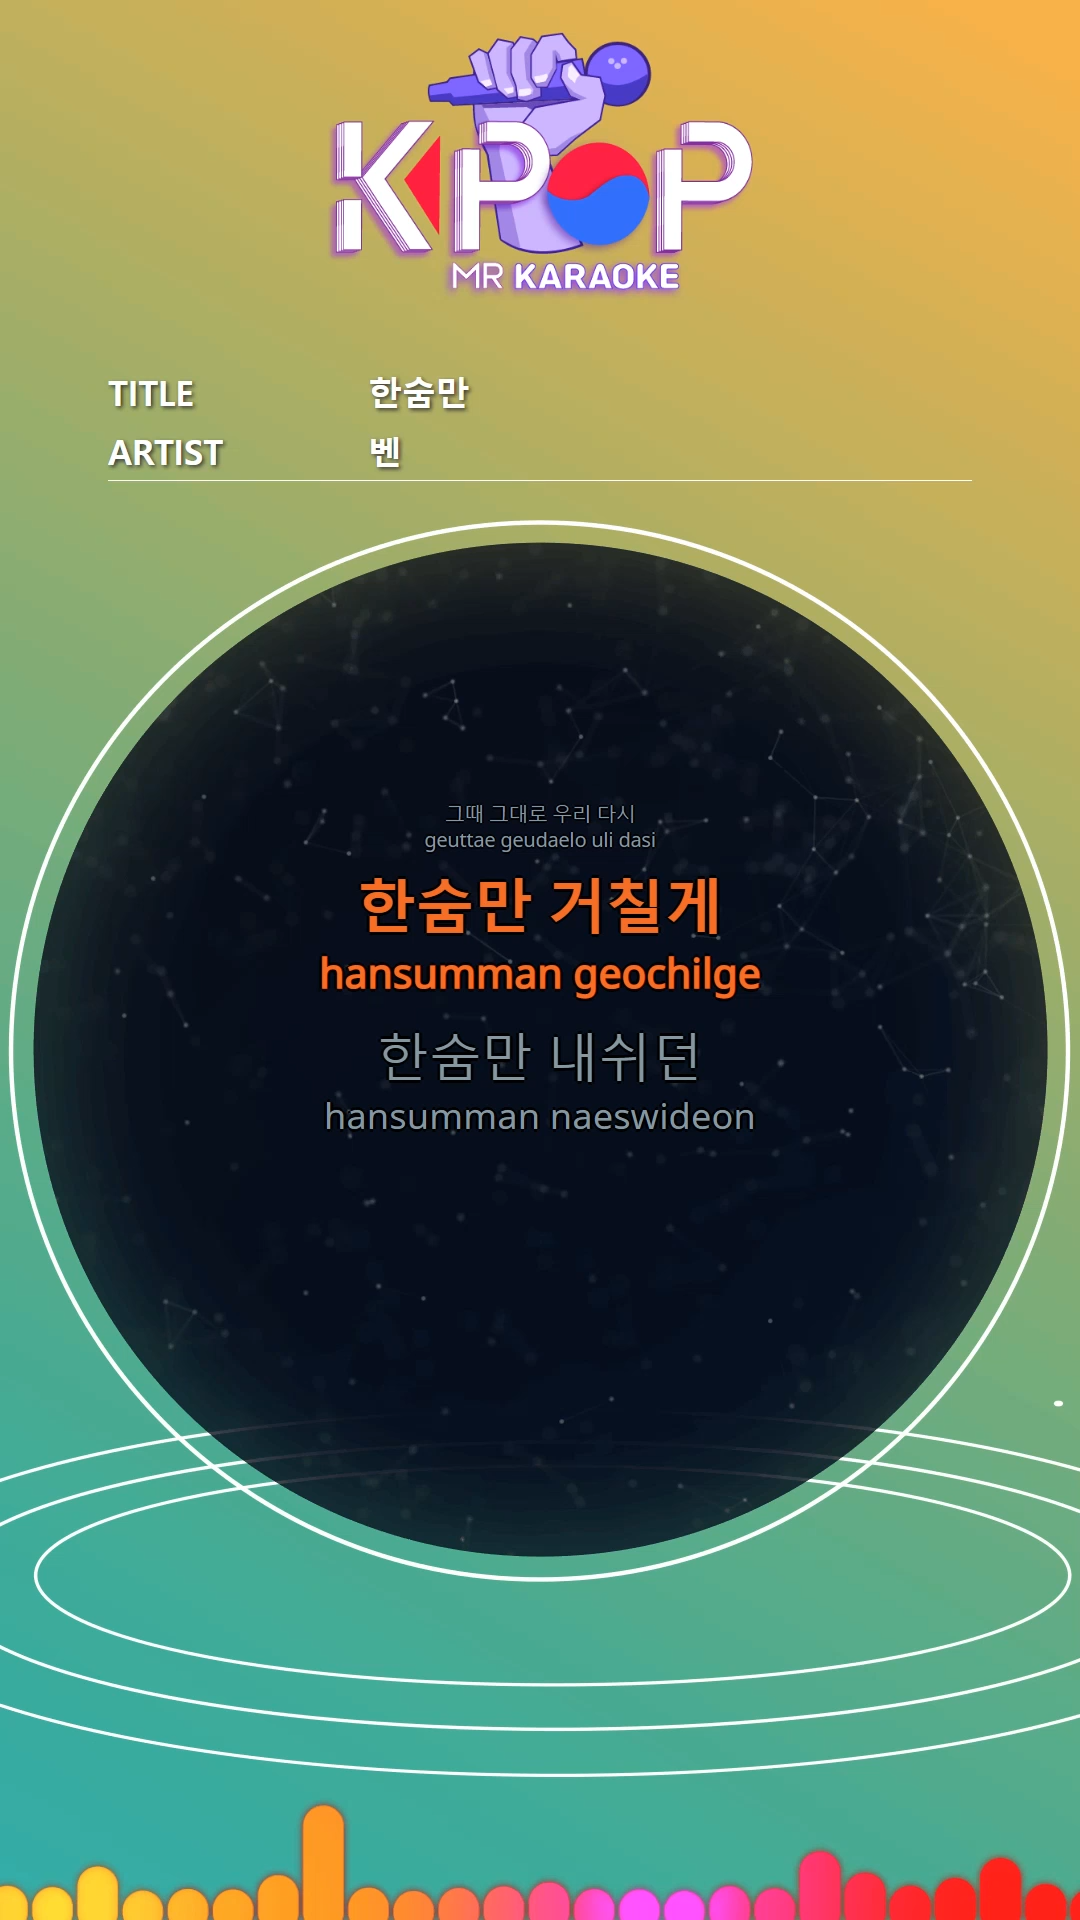 KPOP
MR KARAOKE
TITLE 한숨만
ARTIST 벤
그때 그대로 우리 다시
geuttae geudaelo uli dasi
한숨만 거칠게
hansumman geochilge
한숨만 내쉬던
hansumman naeswideon